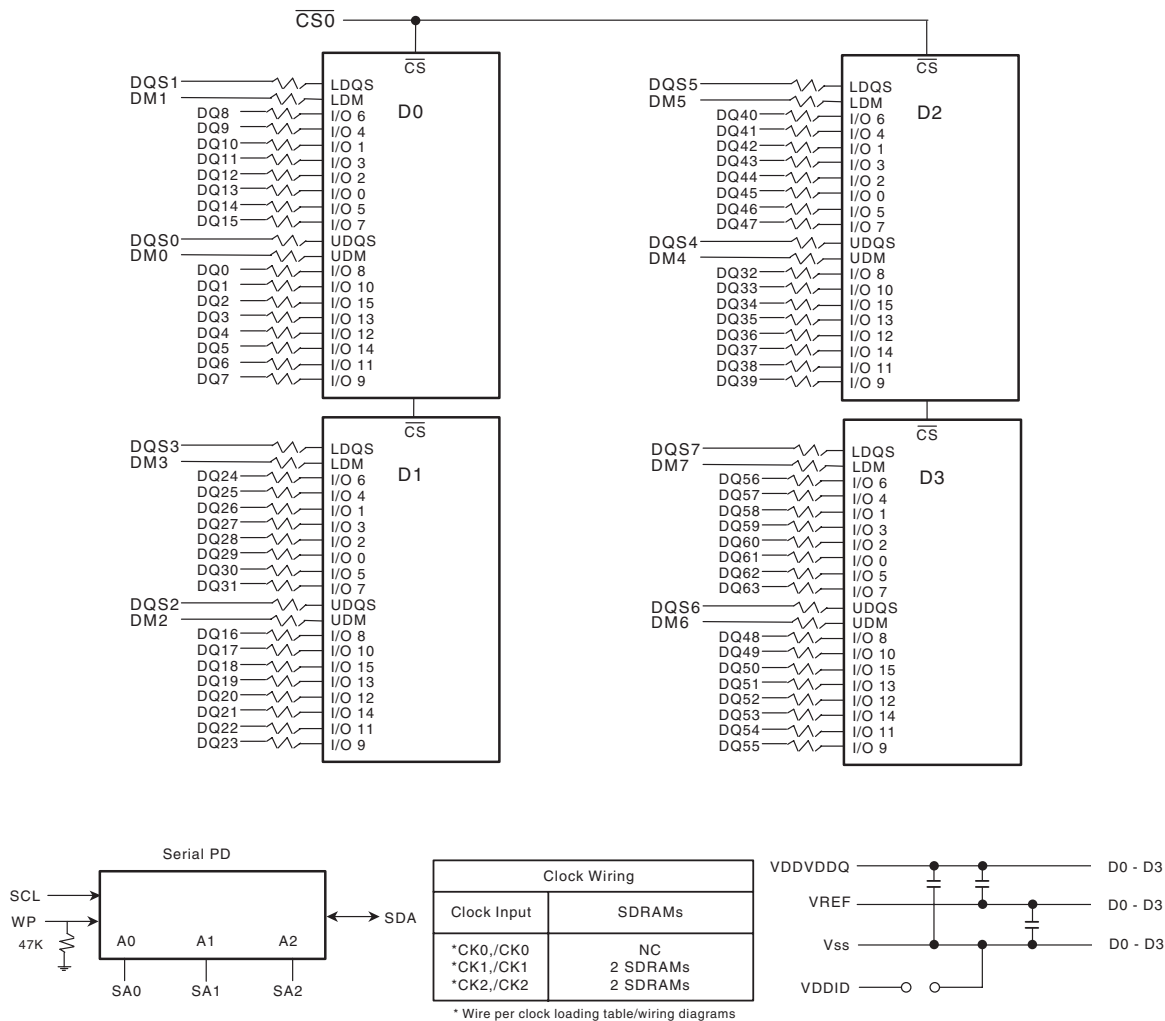 CS0
CS
DQS1 LDQS
DM1 LDM
D0
DQ8 I/O 6
DQ9 I/O 4
DQ10 I/O 1
DQ11 I/O 3
DQ12 I/O 2
DQ13 I/O 0
DQ14 I/O 5
DQ15 I/O 7
DQS0 UDQS
DM0 UDM
DQ0 I/O 8
DQ1 I/O 10
DQ2 I/O 15
DQ3 I/O 13
DQ4 I/O 12
DQ5 I/O 14
DQ6 I/O 11
DQ7 I/O 9
CS
DQS3 LDQS
DM3 LDM
D1
DQ24 I/O 6
DQ25 I/O 4
DQ26 I/O 1
DQ27 I/O 3
DQ28 I/O 2
DQ29 I/O 0
DQ30 I/O 5
DQ31 I/O 7
DQS2 UDQS
DM2 UDM
DQ16 I/O 8
DQ17 I/O 10
DQ18 I/O 15
DQ19 I/O 13
DQ20 I/O 12
DQ21 I/O 14
DQ22 I/O 11
DQ23 I/O 9
CS
DQS5 LDQS
DM5 LDM
D2
DQ40 I/O 6
DQ41 I/O 4
DQ42 I/O 1
DQ43 I/O 3
DQ44 I/O 2
DQ45 I/O 0
DQ46 I/O 5
DQ47 I/O 7
DQS4 UDQS
DM4 UDM
DQ32 I/O 8
DQ33 I/O 10
DQ34 I/O 15
DQ35 I/O 13
DQ36 I/O 12
DQ37 I/O 14
DQ38 I/O 11
DQ39 I/O 9
CS
DQS7 LDQS
DM7 LDM
D3
DQ56 I/O 6
DQ57 I/O 4
DQ58 I/O 1
DQ59 I/O 3
DQ60 I/O 2
DQ61 I/O 0
DQ62 I/O 5
DQ63 I/O 7
DQS6 UDQS
DM6 UDM
DQ48 I/O 8
DQ49 I/O 10
DQ50 I/O 15
DQ51 I/O 13
DQ52 I/O 12
DQ53 I/O 14
DQ54 I/O 11
DQ55 I/O 9
Serial PD
SCL
WP
47K
A0 A1 A2
SDA
SA0 SA1 SA2
Clock Wiring
Clock Input SDRAMs
*CK0,/CK0 NC
*CK1,/CK1 2 SDRAMs
*CK2,/CK2 2 SDRAMs
* Wire per clock loading table/wiring diagrams
VDDVDDQ D0 - D3
VREF D0 - D3
Vss D0 - D3
VDDID